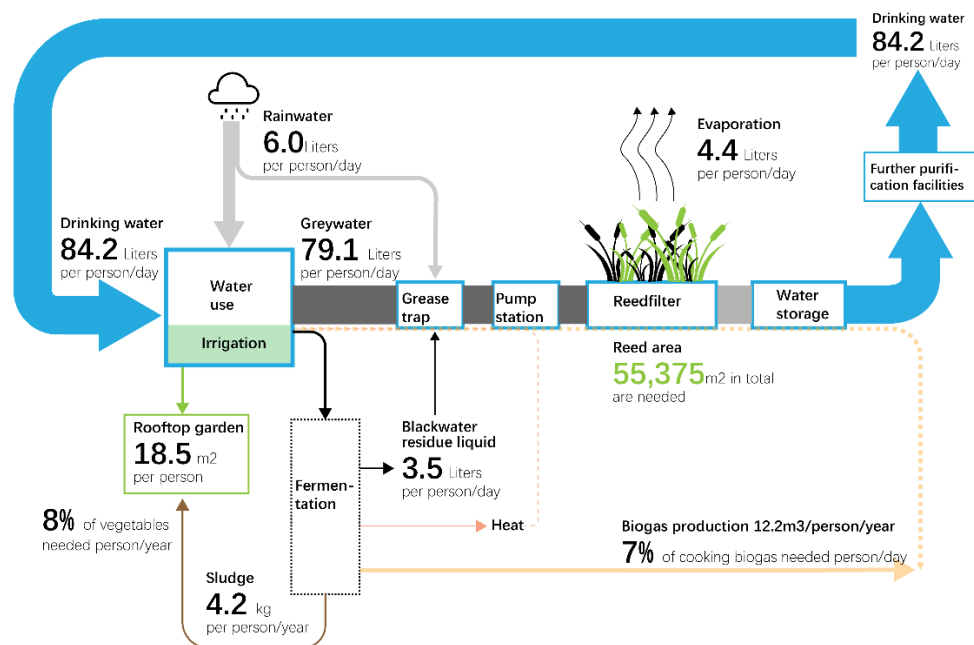 Drinking water
84.2 Liters
per person/day
Rainwater
6.0 Liters
per person/day
Evaporation
4.4 Liters
per person/day
Further purifi-
cation facilities
Drinking water
84.2 Liters
per person/day
Greywater
79.1 Liters
per person/day
Water
use
Irrigation
Grease
trap
Pump
station
Reedfilter
Water
storage
Reed area
55,375 m2 in total
are needed
Rooftop garden
18.5 m2
per person
Blackwater
residue liquid
3.5 Liters
per person/day
Fermen-
tation
Heat
8% of vegetables
needed person/year
Biogas production 12.2m3/person/year
7% of cooking biogas needed person/day
Sludge
4.2 kg
per person/year